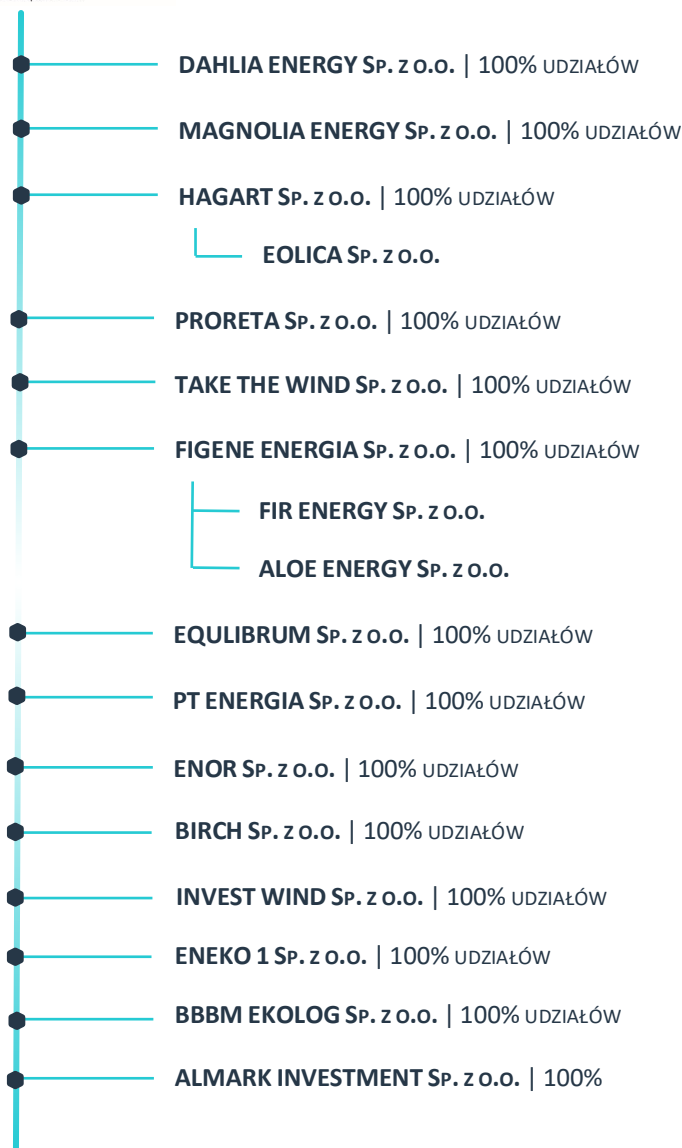 DAHLIA ENERGY SP. Z O.O. | 100% UDZIAŁÓW
MAGNOLIA ENERGY SP. Z O.O. | 100% UDZIAŁÓW
HAGART SP. Z O.O. | 100% UDZIAŁÓW
EOLICA SP. Z O.O.
PRORETA SP. Z O.O. | 100% UDZIAŁÓW
TAKE THE WIND SP. Z O.O. | 100% UDZIAŁÓW
FIGENE ENERGIA SP. Z O.O. | 100% UDZIAŁÓW
FIR ENERGY SP. Z O.O.
ALOE ENERGY SP. Z O.O.
EQULIBRUM SP. Z O.O. | 100% UDZIAŁÓW
PT ENERGIA SP. Z O.O. | 100% UDZIAŁÓW
ENOR SP. Z O.O. | 100% UDZIAŁÓW
BIRCH SP. Z O.O. | 100% UDZIAŁÓW
INVEST WIND SP. Z O.O. | 100% UDZIAŁÓW
ENEKO 1 SP. Z O.O. | 100% UDZIAŁÓW
BBBM EKOLOG SP. Z O.O. | 100% UDZIAŁÓW
ALMARK INVESTMENT SP. Z O.O. | 100%